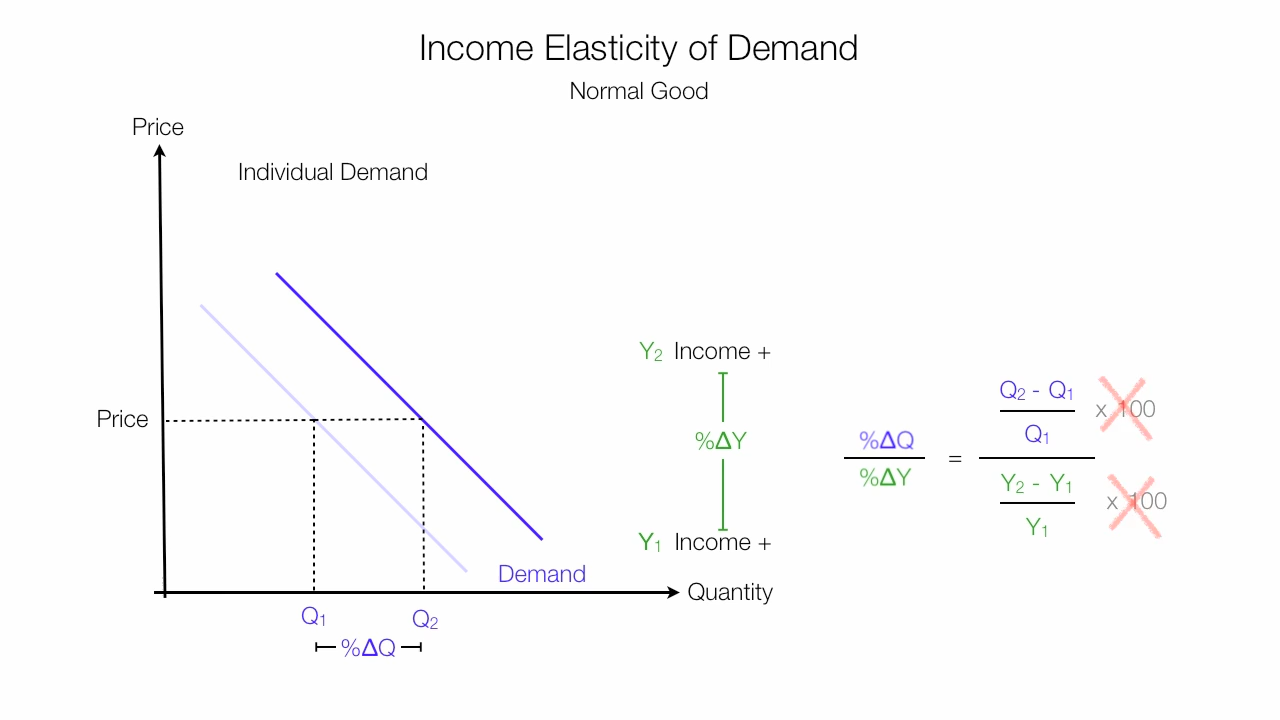 Income Elasticity of Demand
Normal Good
Price
Individual Demand
Price
Demand
Quantity
Q₁
Q₂
%ΔQ
Y₂ Income +
%ΔY
Y₁ Income +
%ΔQ
%ΔY
=
Q₂ - Q₁
Q₁
x 100
Y₂ - Y₁
Y₁
x 100